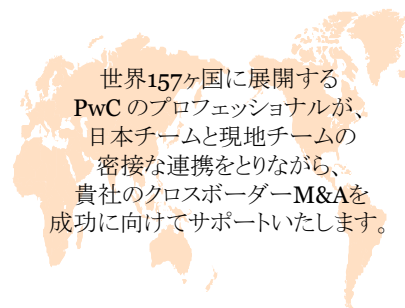 世界157ヶ国に展開する
PwC のプロフェッショナルが、
日本チームと現地チームの
密接な連携をとりながら、
貴社のクロスボーダーM&Aを
成功に向けてサポートいたします。